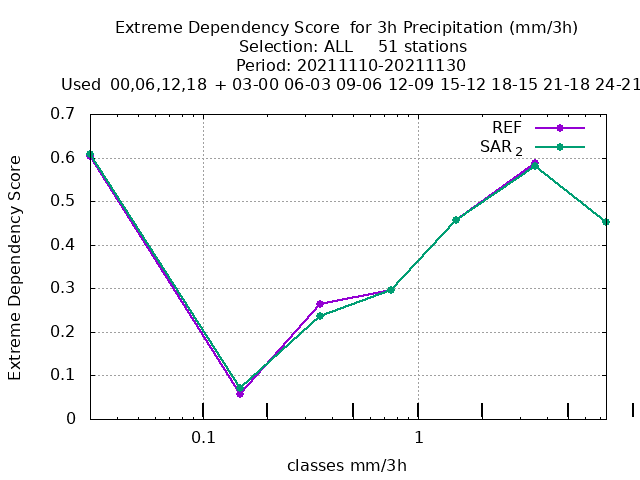 Extreme Dependency Score  for 3h Precipitation (mm/3h)
Selection: ALL     51 stations
Period: 20211110-20211130
Used  00,06,12,18  + 03-00 06-03 09-06 12-09 15-12 18-15 21-18 24-21
0.7
0.6
0.5
0.4
0.3
0.2
0.1
0
Extreme Dependency Score
REF
SAR 2
0.1 1
classes mm/3h